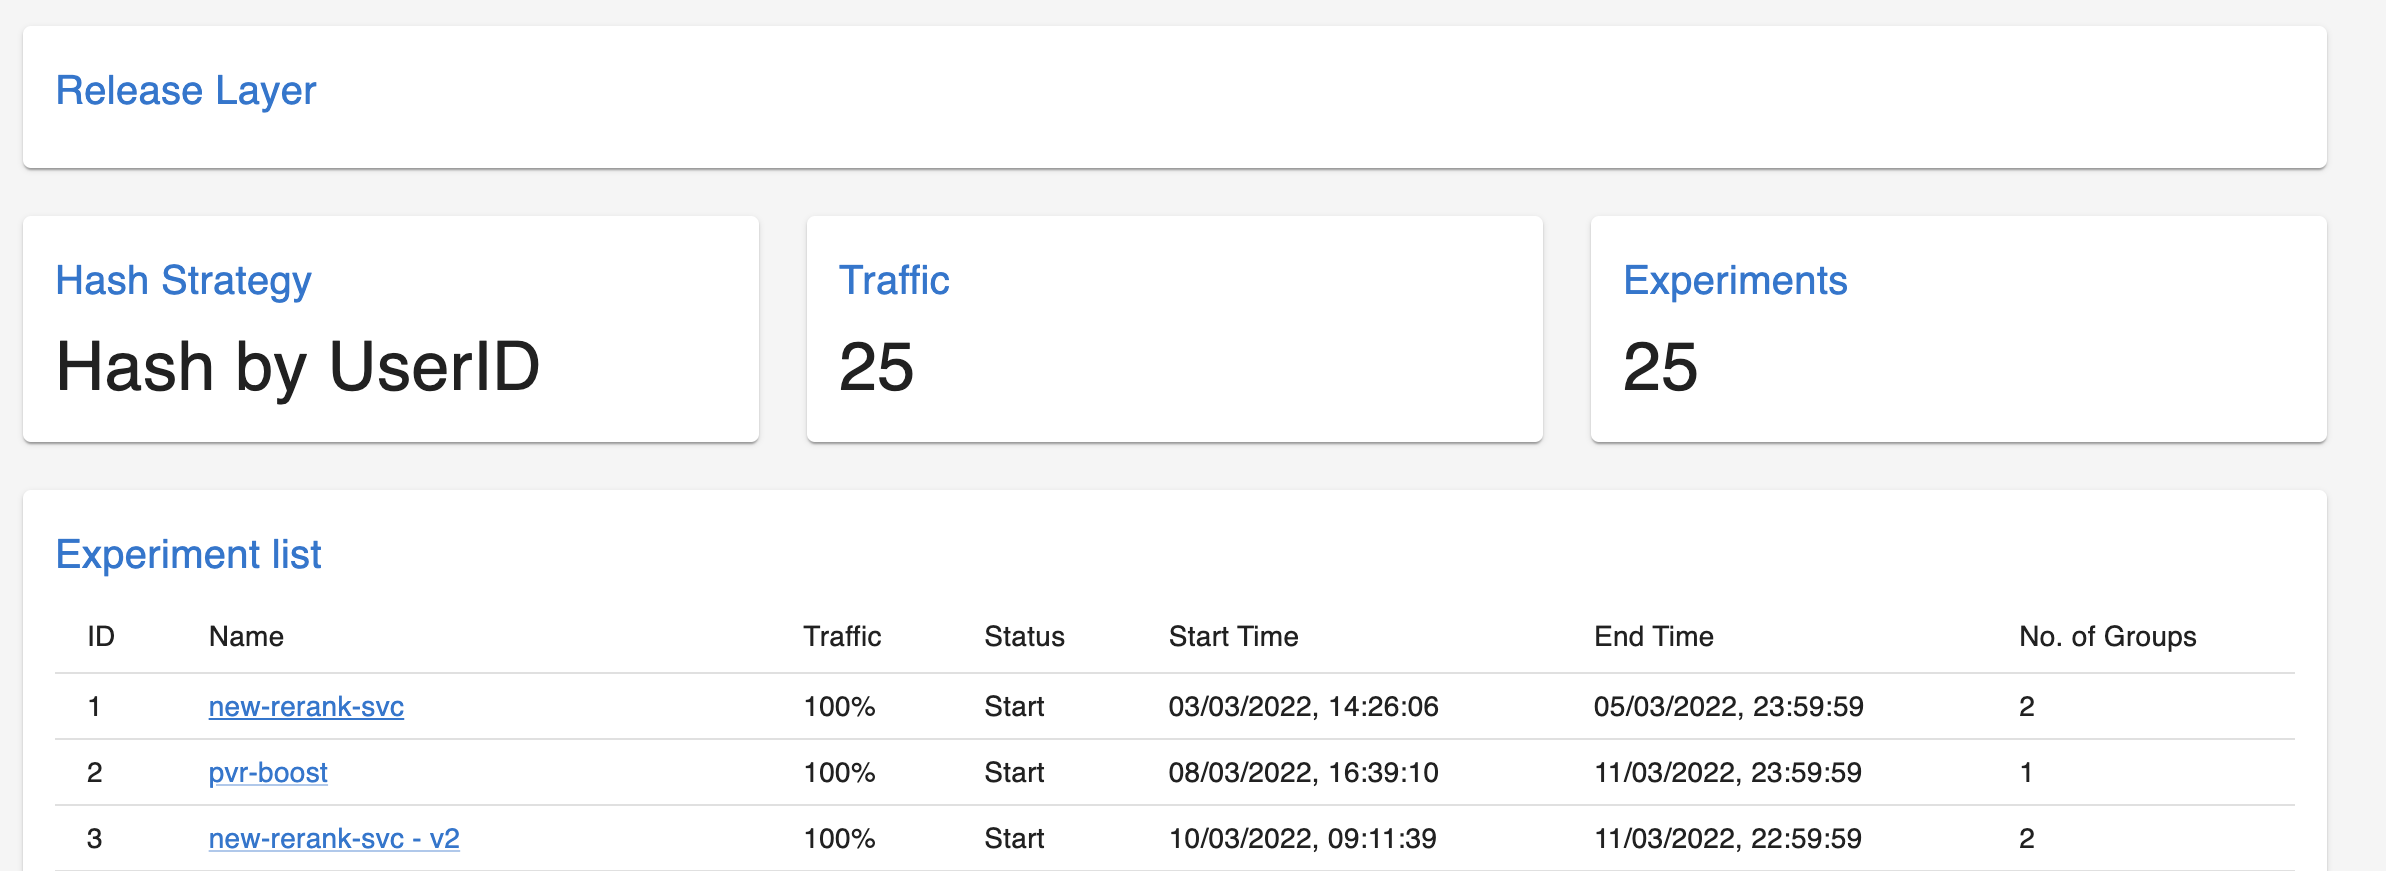 Release Layer
Hash Strategy
Hash by UserID
Traffic
25
Experiments
25
Experiment list
ID Name Traffic Status Start Time End Time No. of Groups
1 new-rerank-svc 100% Start 03/03/2022, 14:26:06 05/03/2022, 23:59:59 2
2 pvr-boost 100% Start 08/03/2022, 16:39:10 11/03/2022, 23:59:59 1
3 new-rerank-svc - v2 100% Start 10/03/2022, 09:11:39 11/03/2022, 22:59:59 2